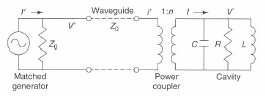 I' → Waveguide i' 1:n I → V
V' Z₀
Z₀ C R L
Matched generator Power coupler Cavity